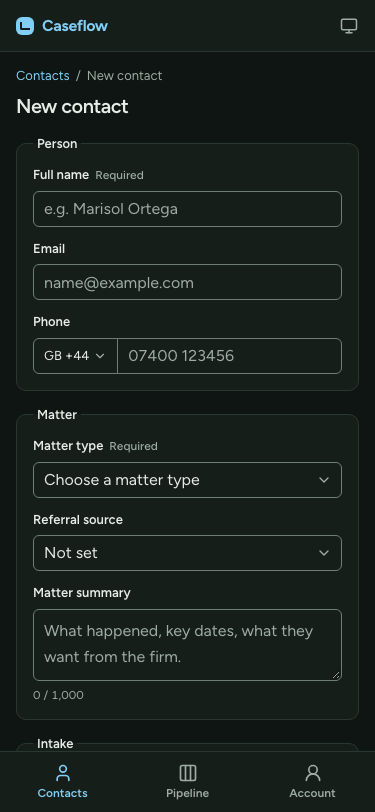 Caseflow
Contacts / New contact
New contact
Person
Full name Required
e.g. Marisol Ortega
Email
name@example.com
Phone
GB +44 07400 123456
Matter
Matter type Required
Choose a matter type
Referral source
Not set
Matter summary
What happened, key dates, what they
want from the firm.
0 / 1,000
Intake
Contacts Pipeline Account